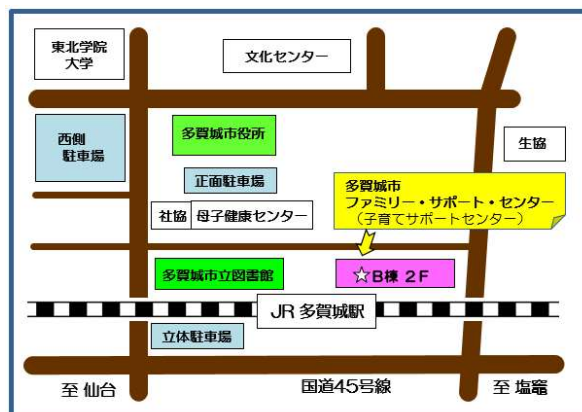 東北学院
大学
文化センター
西側
駐車場
多賀城市役所
生協
正面駐車場
多賀城市
ファミリー・サポート・センター
（子育てサポートセンター）
社協
母子健康センター
多賀城市立図書館
☆B棟 2F
JR 多賀城駅
立体駐車場
至 仙台
国道45号線
至 塩竈